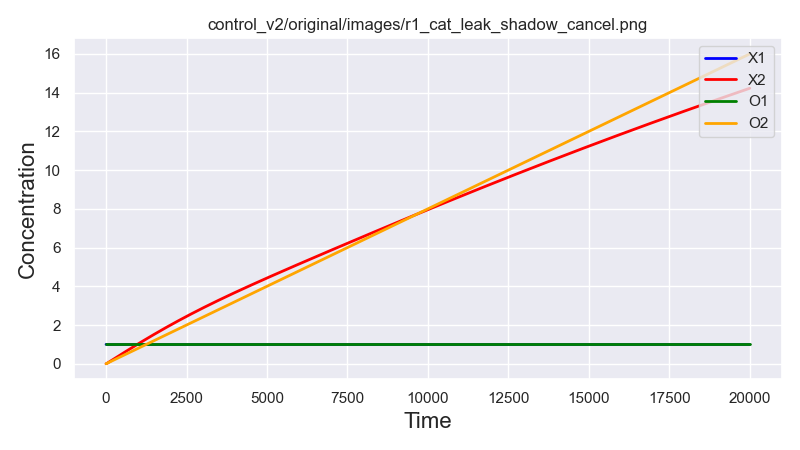 control_v2/original/images/r1_cat_leak_shadow_cancel.png
Concentration
16
14
12
10
8
6
4
2
0
X1
X2
O1
O2
0 2500 5000 7500 10000 12500 15000 17500 20000
Time